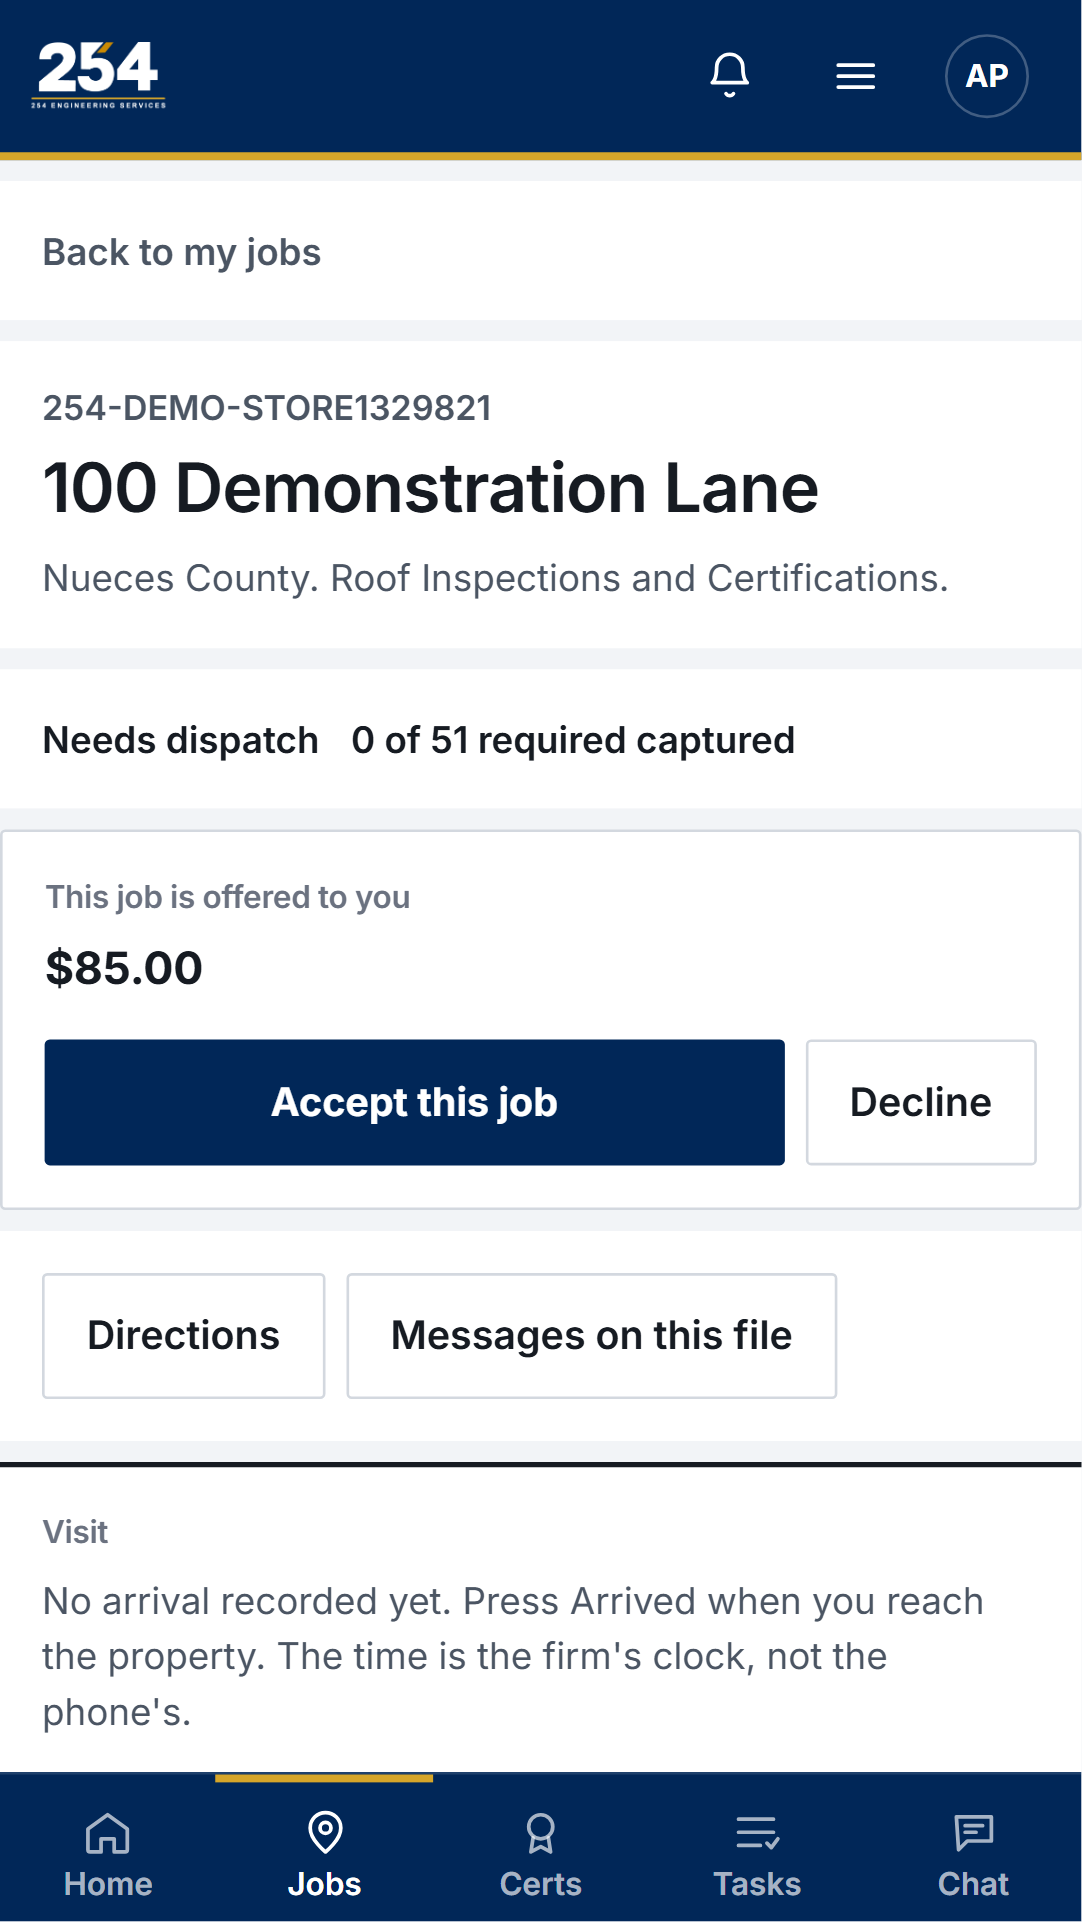 254
254 ENGINEERING SERVICES
AP
Back to my jobs
254-DEMO-STORE1329821
100 Demonstration Lane
Nueces County. Roof Inspections and Certifications.
Needs dispatch 0 of 51 required captured
This job is offered to you
$85.00
Accept this job
Decline
Directions
Messages on this file
Visit
No arrival recorded yet. Press Arrived when you reach
the property. The time is the firm's clock, not the
phone's.
Home
Jobs
Certs
Tasks
Chat